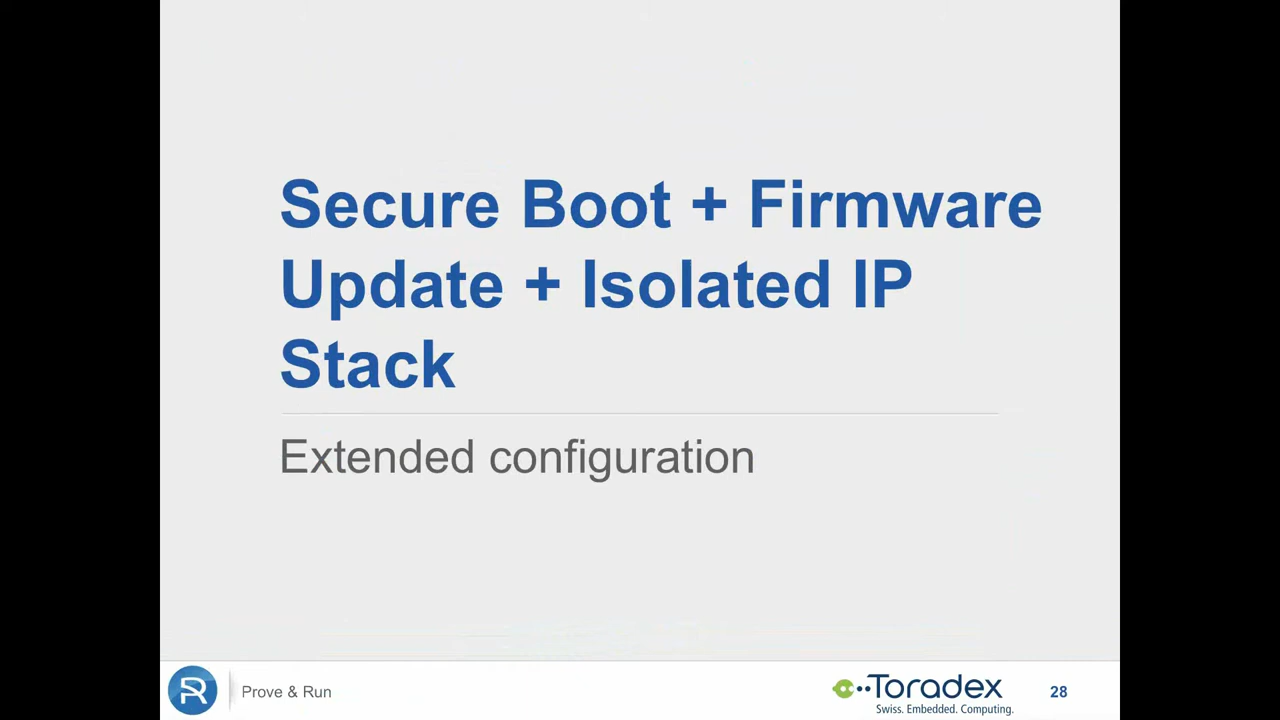 Secure Boot + Firmware
Update + Isolated IP
Stack
Extended configuration
Prove & Run
Toradex
Swiss. Embedded. Computing.
28